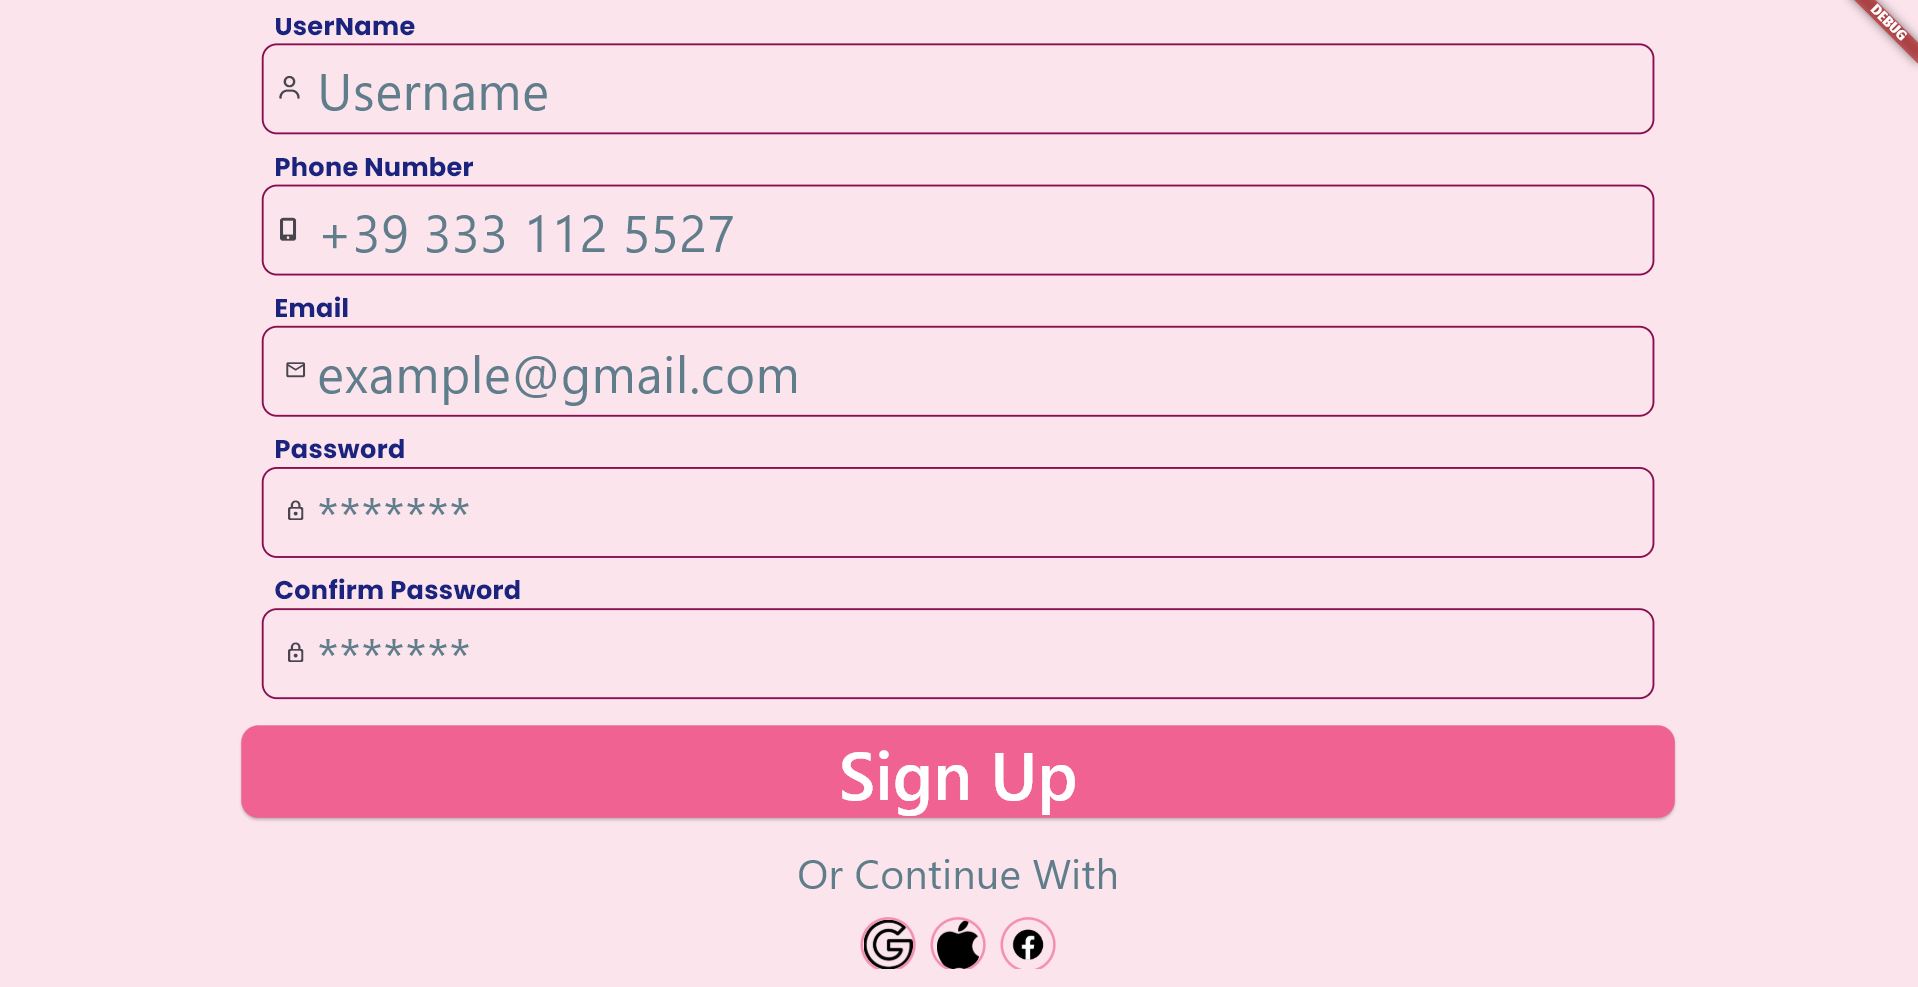 UserName
DEBUG
Username
Phone Number
+39 333 112 5527
Email
example@gmail.com
Password
*******
Confirm Password
*******
Sign Up
Or Continue With